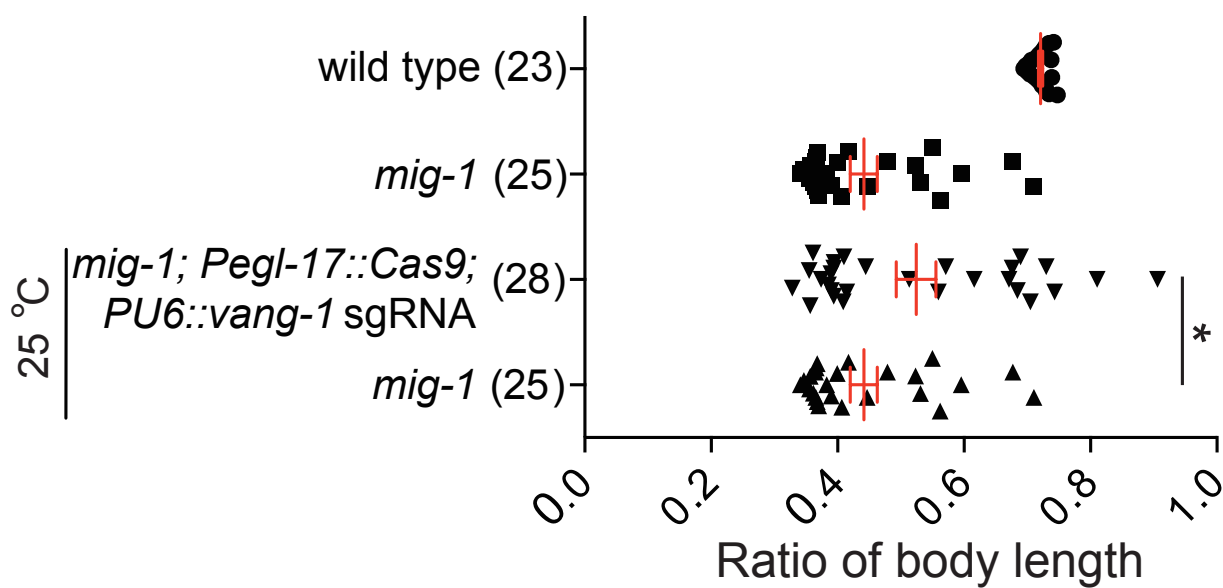 wild type (23)
mig-1 (25)
mig-1; Pegl-17::Cas9; (28)
PU6::vang-1 sgRNA
mig-1 (25)
25 °C
*
0.0 0.2 0.4 0.6 0.8 1.0
Ratio of body length